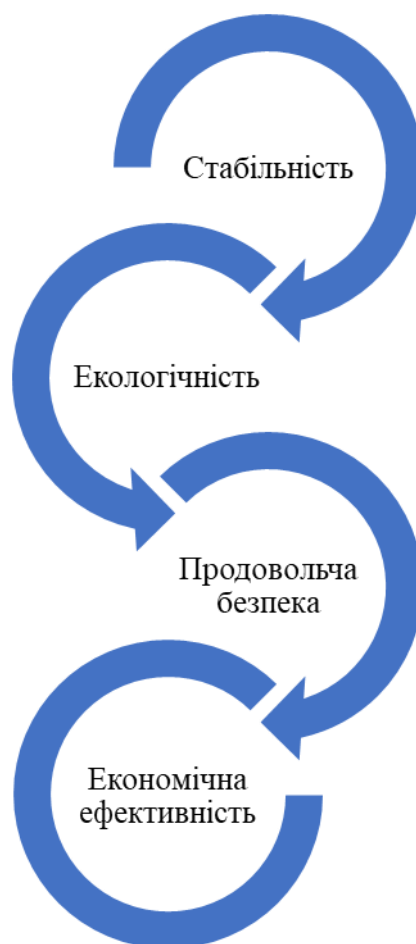 Стабільність
Екологічність
Продовольча
безпека
Економічна
ефективність